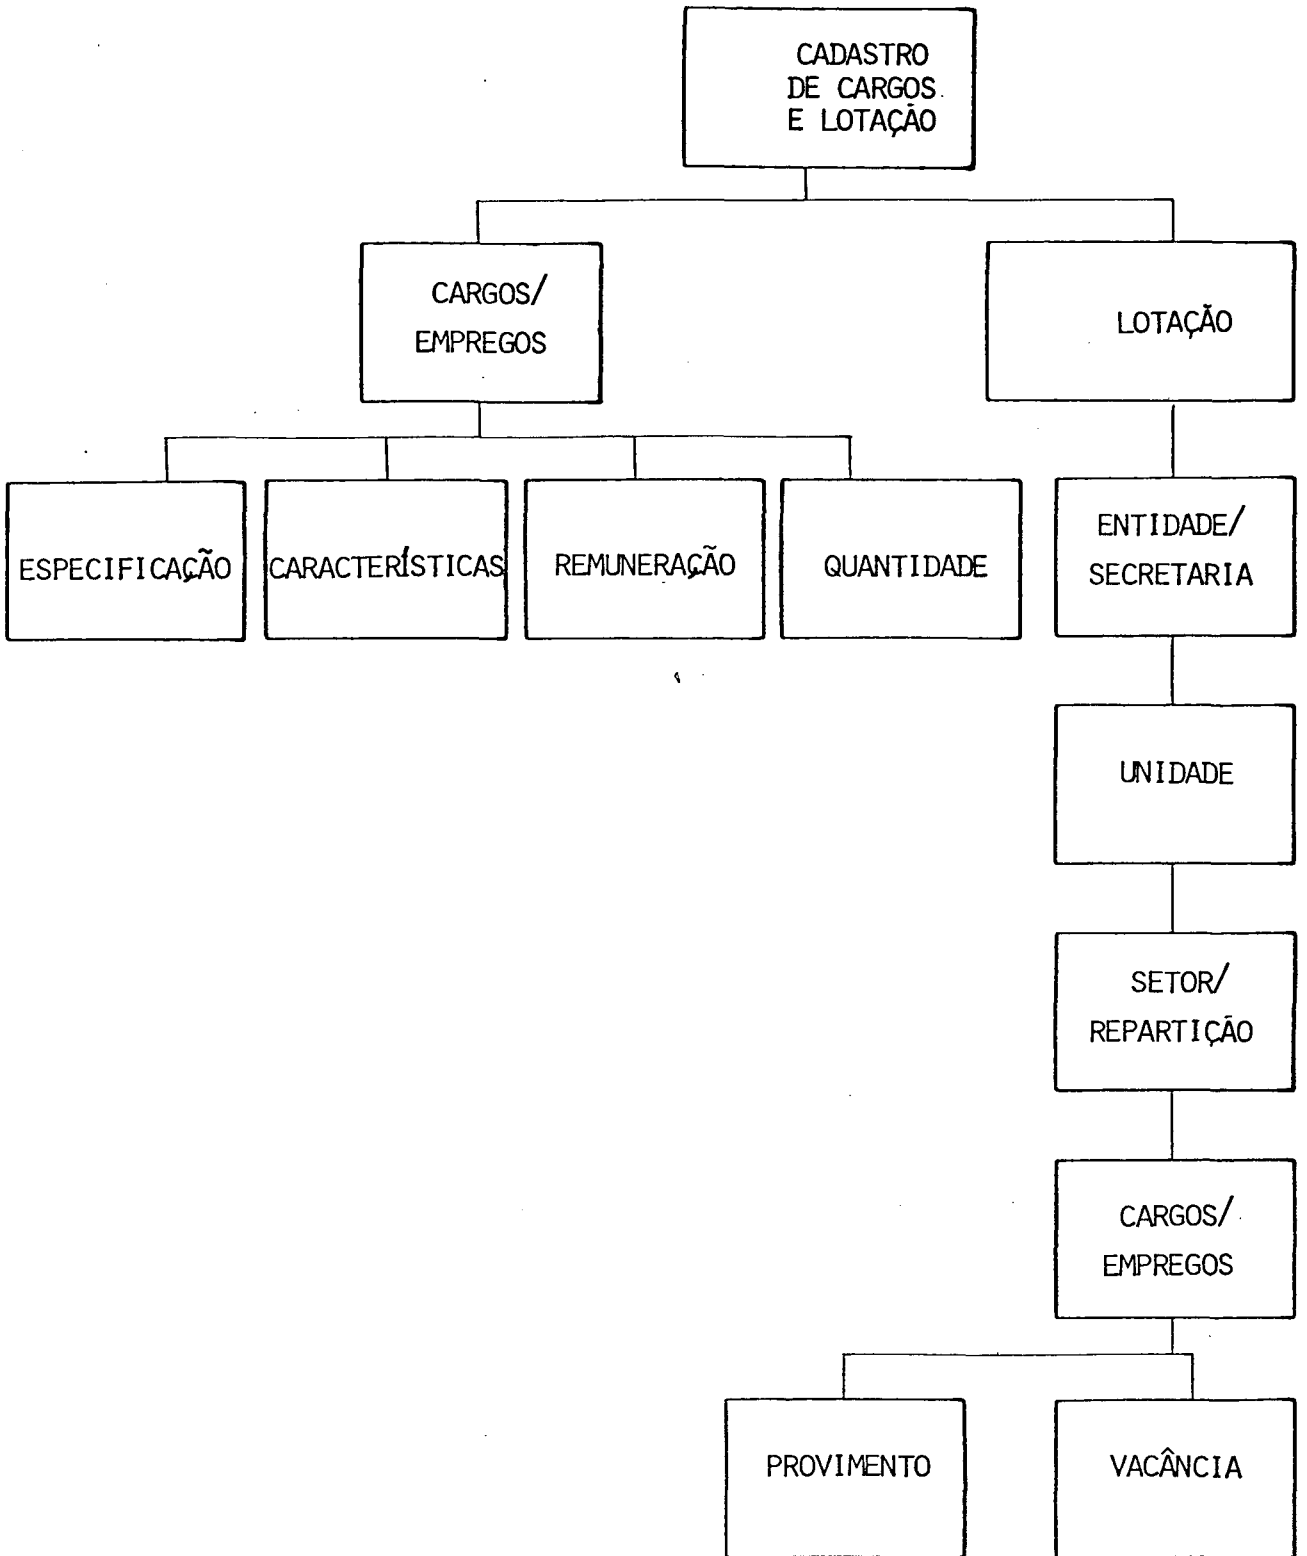 CADASTRO
DE CARGOS
E LOTAÇÃO
CARGOS/
EMPREGOS
LOTAÇÃO
ESPECIFICAÇÃO
CARACTERÍSTICAS
REMUNERAÇÃO
QUANTIDADE
ENTIDADE/
SECRETARIA
UNIDADE
SETOR/
REPARTIÇÃO
CARGOS/
EMPREGOS
PROVIMENTO
VACÂNCIA